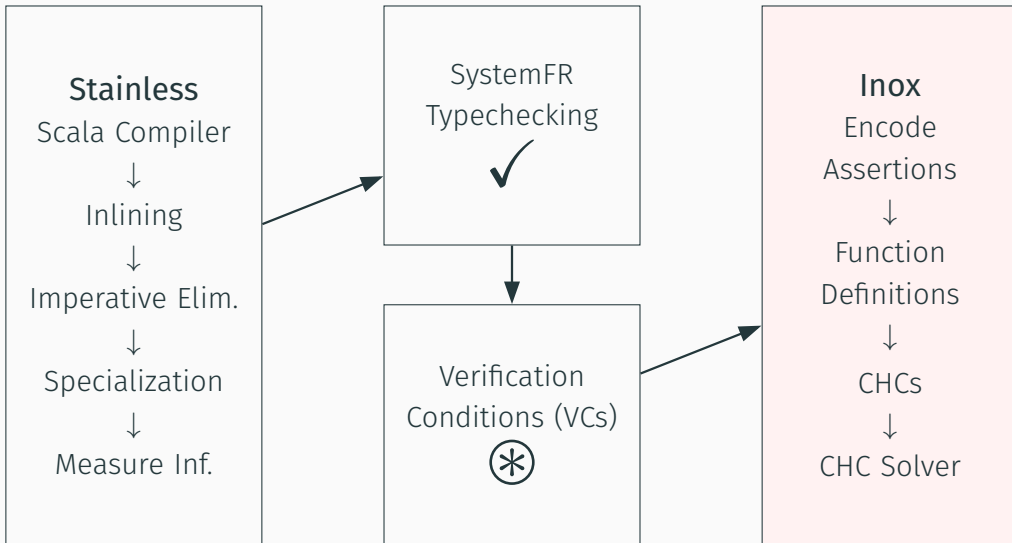 Stainless
Scala Compiler
↓
Inlining
↓
Imperative Elim.
↓
Specialization
↓
Measure Inf.
SystemFR
Typechecking
✓
Verification
Conditions (VCs)
⊛
Inox
Encode
Assertions
↓
Function
Definitions
↓
CHCs
↓
CHC Solver